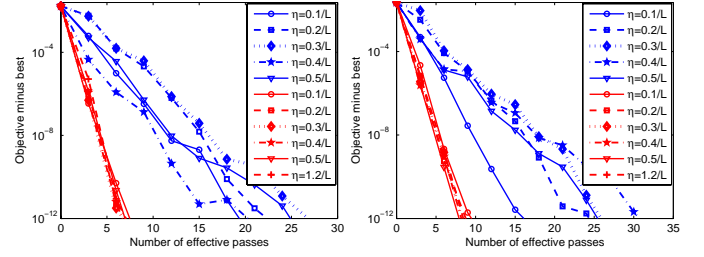 10^-4
10^-8
10^-12
Objective minus best
0
5
10
15
20
25
30
Number of effective passes
η=0.1/L
η=0.2/L
η=0.3/L
η=0.4/L
η=0.5/L
η=0.1/L
η=0.2/L
η=0.3/L
η=0.4/L
η=0.5/L
η=1.2/L
10^-4
10^-8
10^-12
Objective minus best
0
5
10
15
20
25
30
35
Number of effective passes
η=0.1/L
η=0.2/L
η=0.3/L
η=0.4/L
η=0.5/L
η=0.1/L
η=0.2/L
η=0.3/L
η=0.4/L
η=0.5/L
η=1.2/L